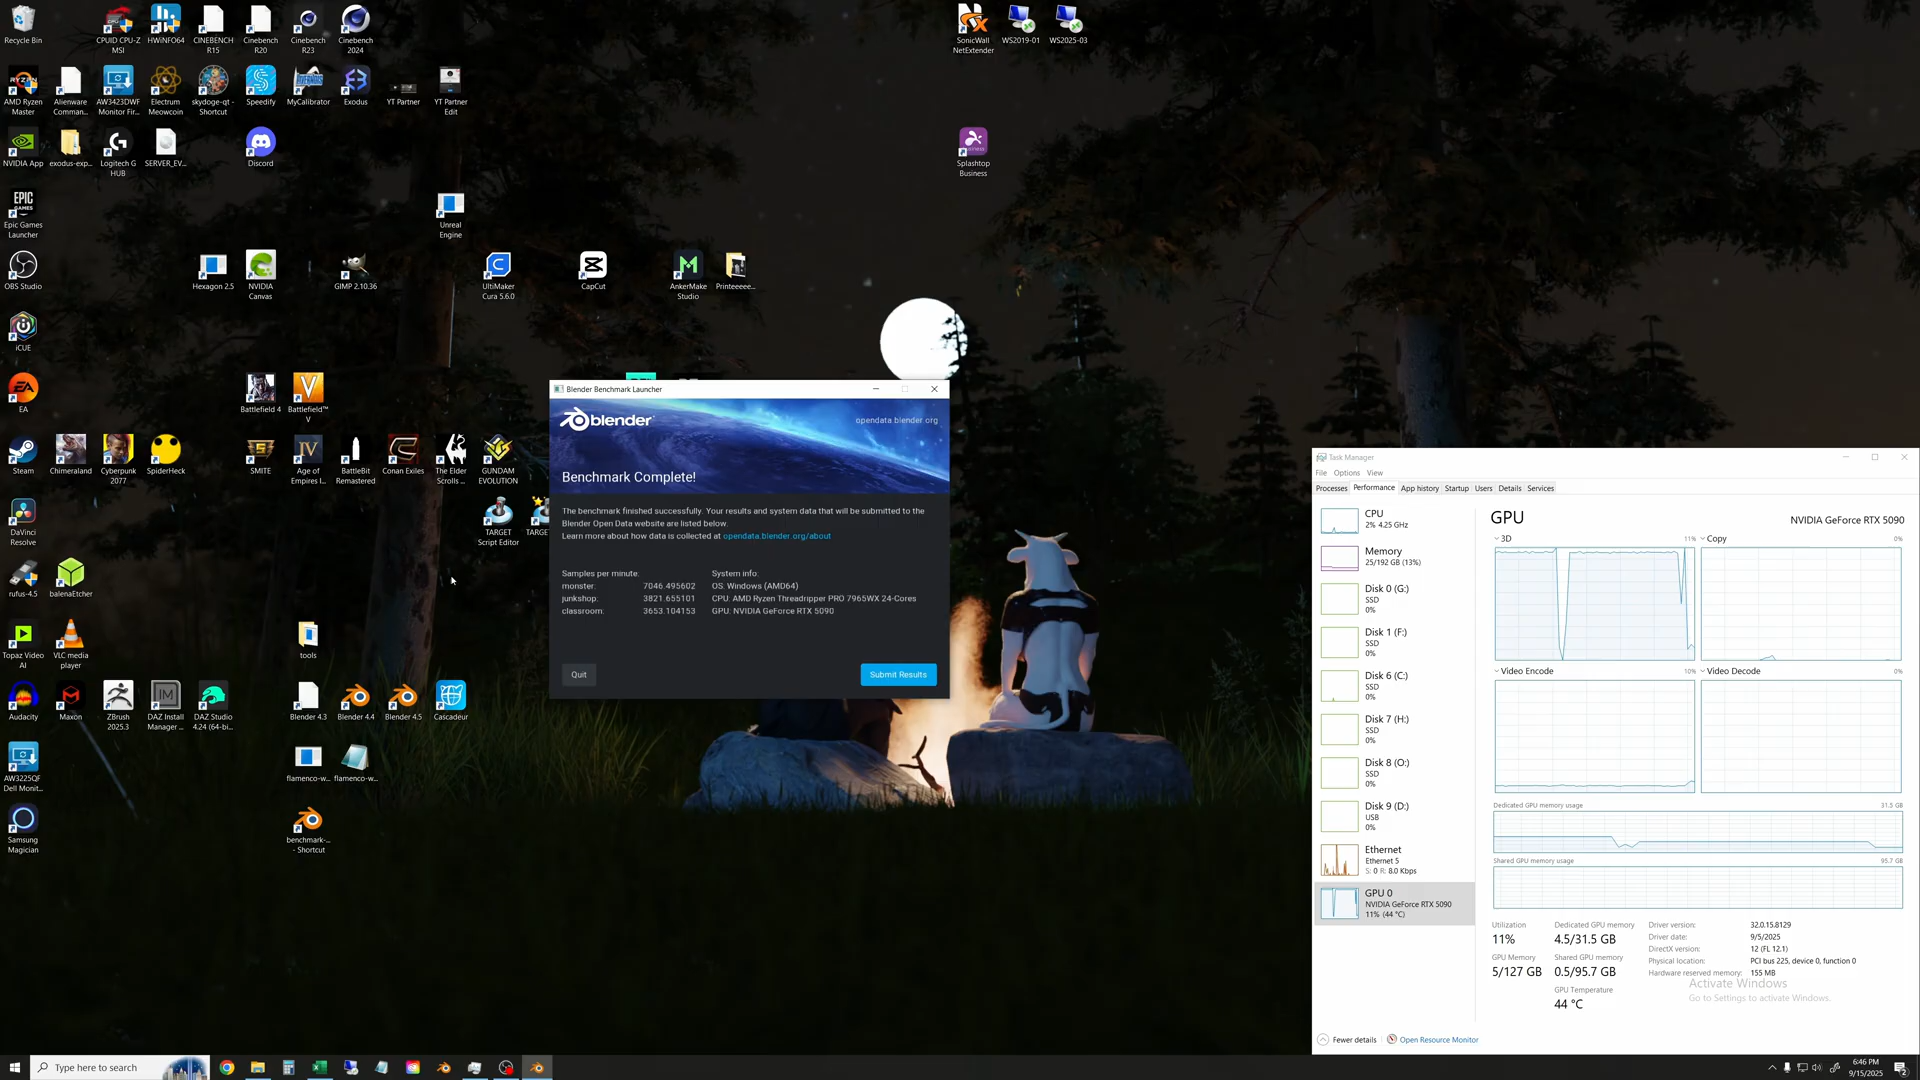 Recycle Bin
CPUID CPU-Z
MSI
HWiNFO64
CINEBENCH
R15
CINEBENCH
R20
Cinebench
R23
Cinebench
2024
SonicWall
NetExtender
WS2019-01
WS2025-03
AMD Ryzen
Master
Alienware
Comman...
AW3423DWF
Monitor Fir...
Electrum
Meowcoin
skydoge-qt -
Shortcut
Speedify
MyCalibrator
Exodus
YT Partner
YT Partner
Edit
NVIDIA App
exodus-exp...
Logitech G
HUB
SERVER_EV...
Discord
Splashtop
Business
EPIC
GAMES
Epic Games
Launcher
Unreal
Engine
OBS Studio
Hexagon 2.5
NVIDIA
Canvas
GIMP 2.10.36
UltiMaker
Cura 5.6.0
CapCut
AnkerMake
Studio
Printeeeee...
iCUE
EA
Battlefield 4
Battlefield™
V
Steam
Chimeraland
Cyberpunk
2077
SpiderHeck
SMITE
Age of
Empires I...
BattleBit
Remastered
Conan Exiles
The Elder
Scrolls ...
GUNDAM
EVOLUTION
DaVinci
Resolve
TARGET
Script Editor
TARGE
rufus-4.5
balenaEtcher
Topaz Video
AI
VLC media
player
tools
Audacity
Maxon
ZBrush
2025.3
DAZ Install
Manager ...
DAZ Studio
4.24 (64-bi...
Blender 4.3
Blender 4.4
Blender 4.5
Cascadeur
AW3225QF
Dell Monit...
flamenco-w...
flamenco-w...
Samsung
Magician
benchmark-...
- Shortcut
Blender Benchmark Launcher
blender
opendata.blender.org
Benchmark Complete!
The benchmark finished successfully. Your results and system data that will be submitted to the
Blender Open Data website are listed below.
Learn more about how data is collected at opendata.blender.org/about
Samples per minute:
monster: 7046.495602
junkshop: 3821.655101
classroom: 3653.104153
System info:
OS: Windows (AMD64)
CPU: AMD Ryzen Threadripper PRO 7965WX 24-Cores
GPU: NVIDIA GeForce RTX 5090
Quit
Submit Results
Task Manager
File Options View
Processes Performance App history Startup Users Details Services
CPU
2% 4.25 GHz
Memory
25/192 GB (13%)
Disk 0 (G:)
SSD
0%
Disk 1 (F:)
SSD
0%
Disk 6 (C:)
SSD
0%
Disk 7 (H:)
SSD
0%
Disk 8 (O:)
SSD
0%
Disk 9 (D:)
USB
0%
Ethernet
Ethernet 5
S: 0 R: 8.0 Kbps
GPU 0
NVIDIA GeForce RTX 5090
11% (44 °C)
GPU
NVIDIA GeForce RTX 5090
3D 11%
Copy 0%
Video Encode 10%
Video Decode 0%
Dedicated GPU memory usage 31.5 GB
Shared GPU memory usage 95.7 GB
Utilization
11%
GPU Memory
5/127 GB
Dedicated GPU memory
4.5/31.5 GB
Shared GPU memory
0.5/95.7 GB
GPU Temperature
44 °C
Driver version: 32.0.15.8129
Driver date: 9/5/2025
DirectX version: 12 (FL 12.1)
Physical location: PCI bus 225, device 0, function 0
Hardware reserved memory: 155 MB
Activate Windows
Go to Settings to activate Windows.
Fewer details
Open Resource Monitor
Type here to search
6:46 PM
9/15/2025
2